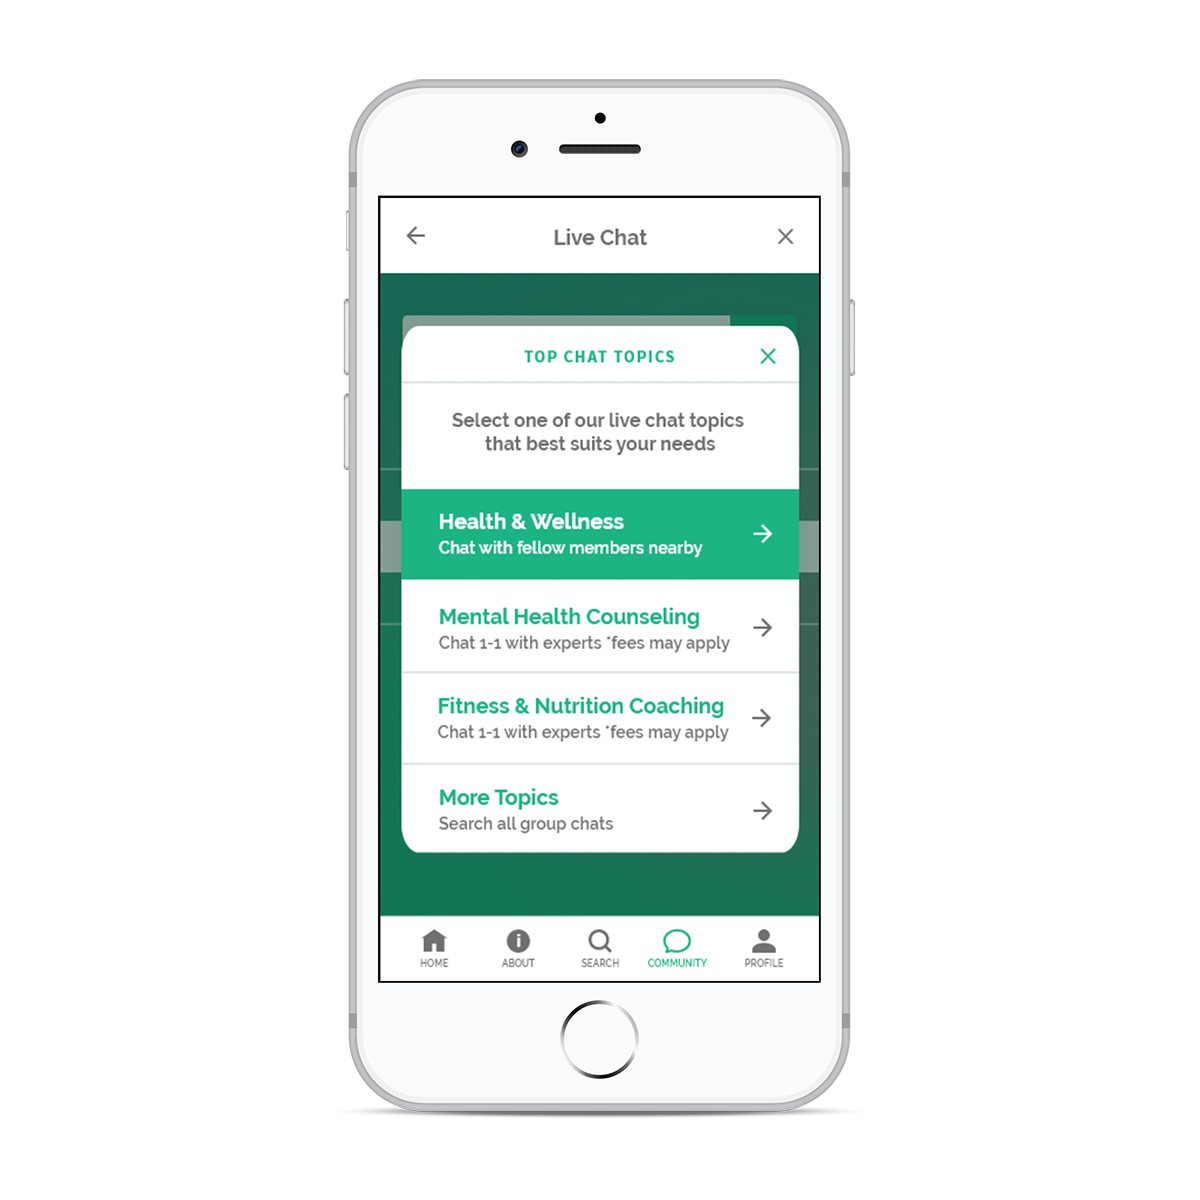 Live Chat
TOP CHAT TOPICS
Select one of our live chat topics
that best suits your needs
Health & Wellness
Chat with fellow members nearby
Mental Health Counseling
Chat 1-1 with experts *fees may apply
Fitness & Nutrition Coaching
Chat 1-1 with experts *fees may apply
More Topics
Search all group chats
HOME ABOUT SEARCH COMMUNITY PROFILE